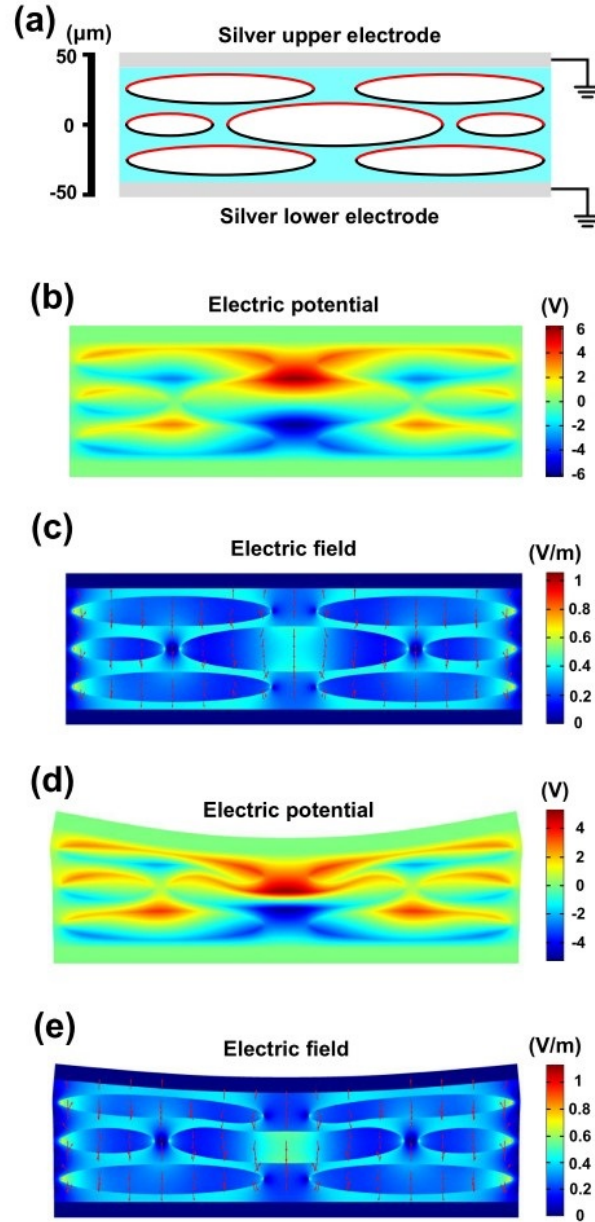 (a)
(µm)
50
0
-50
Silver upper electrode
Silver lower electrode
(b)
Electric potential
(V)
6
4
2
0
-2
-4
-6
(c)
Electric field
(V/m)
1
0.8
0.6
0.4
0.2
0
(d)
Electric potential
(V)
4
2
0
-2
-4
(e)
Electric field
(V/m)
1
0.8
0.6
0.4
0.2
0